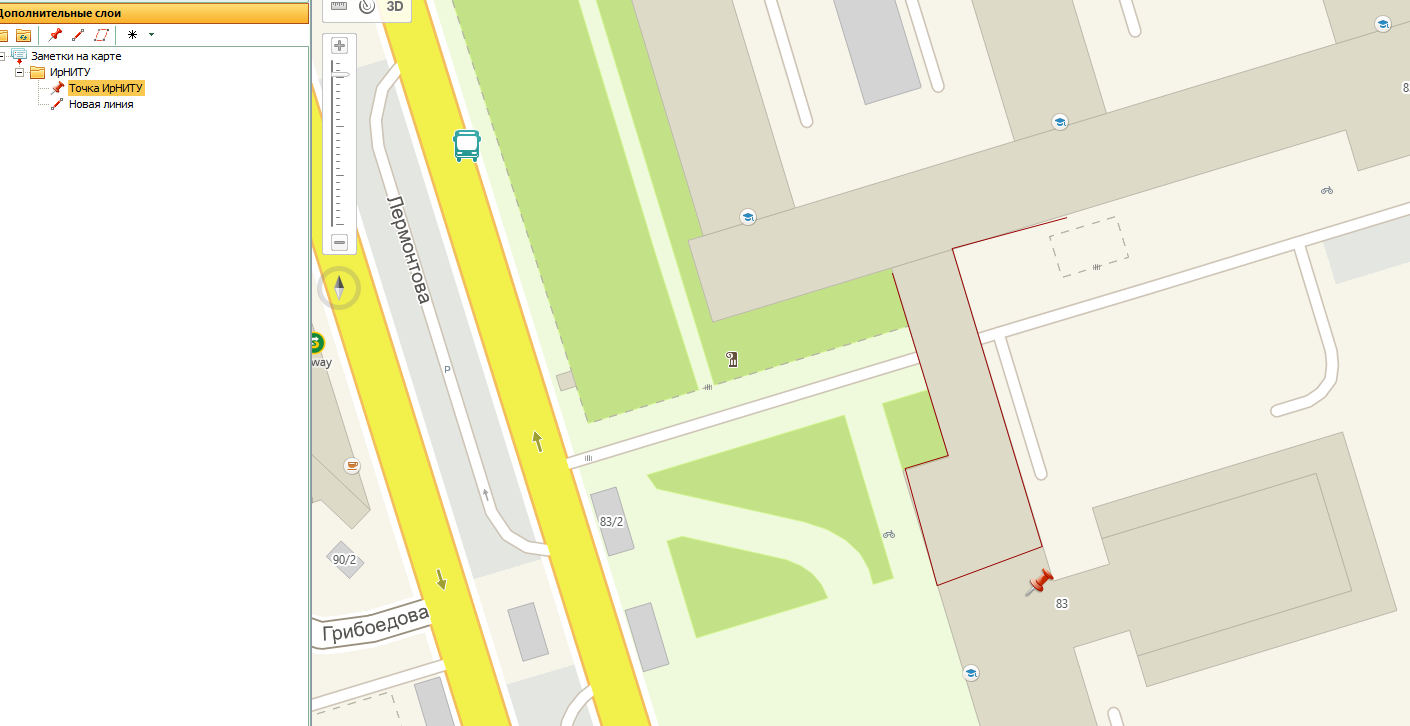 Дополнительные слои
3D
Заметки на карте
ИрНИТУ
Точка ИрНИТУ
Новая линия
Лермонтова
way
P
83/2
90/2
83
Грибоедова